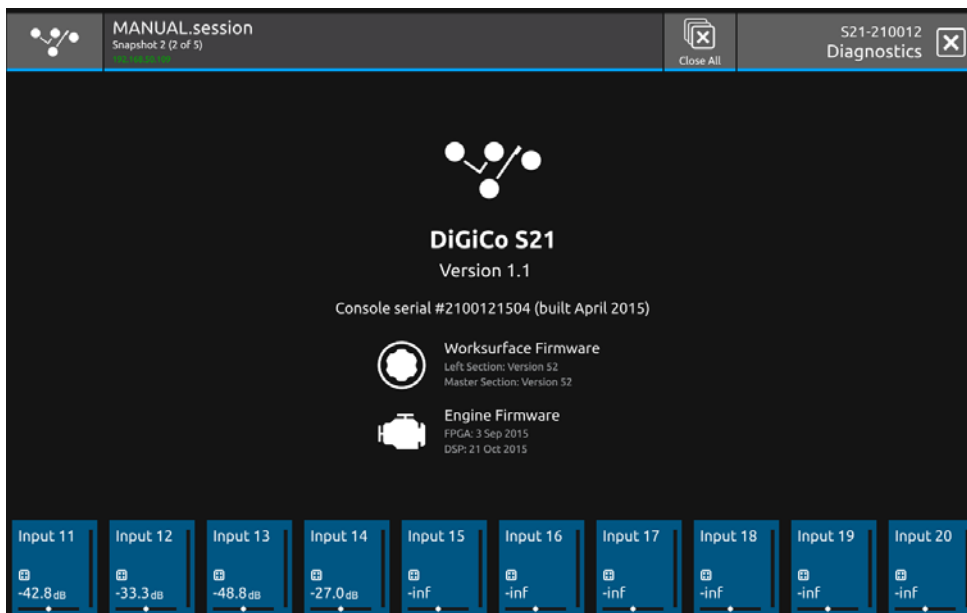 MANUAL.session
Snapshot 2 (2 of 5)
192.168.50.109
Close All
S21-210012
Diagnostics
DiGiCo S21
Version 1.1
Console serial #2100121504 (built April 2015)
Worksurface Firmware
Left Section: Version 52
Master Section: Version 52
Engine Firmware
FPGA: 3 Sep 2015
DSP: 21 Oct 2015
Input 11 Input 12 Input 13 Input 14 Input 15 Input 16 Input 17 Input 18 Input 19 Input 20
-42.8dB -33.3dB -48.8dB -27.0dB -inf -inf -inf -inf -inf -inf